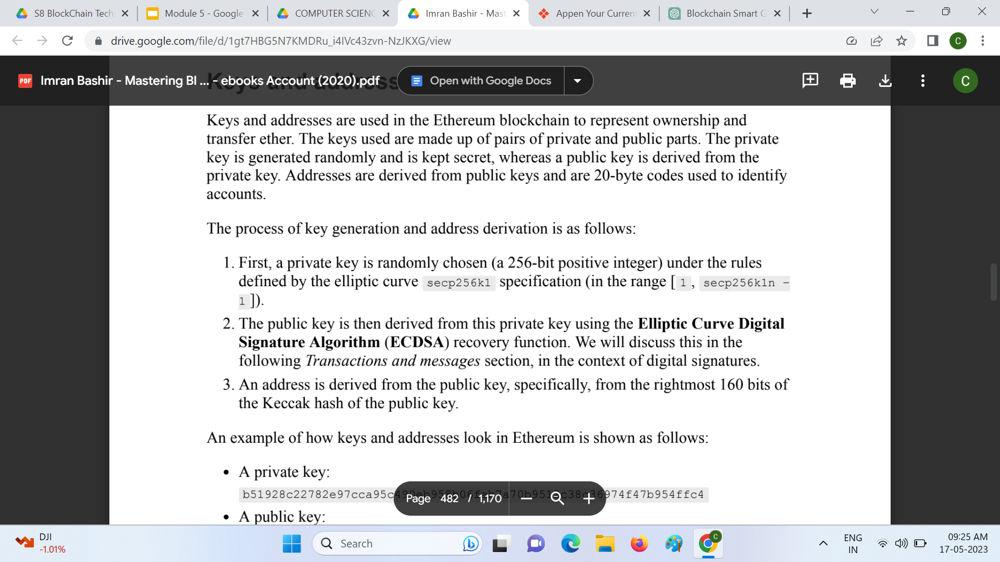 S8 BlockChain Tech
Module 5 - Google
COMPUTER SCIENC
Imran Bashir - Mast
Appen Your Current
Blockchain Smart C
drive.google.com/file/d/1gt7HBG5N7KMDRu_i4IVc43zvn-NzJKXG/view
C
PDF
Imran Bashir - Mastering Bl ... - ebooks Account (2020).pdf
Keys and addresses
Open with Google Docs
C
Keys and addresses are used in the Ethereum blockchain to represent ownership and
transfer ether. The keys used are made up of pairs of private and public parts. The private
key is generated randomly and is kept secret, whereas a public key is derived from the
private key. Addresses are derived from public keys and are 20-byte codes used to identify
accounts.
The process of key generation and address derivation is as follows:
1. First, a private key is randomly chosen (a 256-bit positive integer) under the rules
defined by the elliptic curve secp256k1 specification (in the range [ 1 , secp256k1n −
1 ]).
2. The public key is then derived from this private key using the Elliptic Curve Digital
Signature Algorithm (ECDSA) recovery function. We will discuss this in the
following Transactions and messages section, in the context of digital signatures.
3. An address is derived from the public key, specifically, from the rightmost 160 bits of
the Keccak hash of the public key.
An example of how keys and addresses look in Ethereum is shown as follows:
• A private key:
Page 482 / 1,170
• A public key:
DJI
-1.01%
Search
C
ENG
IN
09:25 AM
17-05-2023